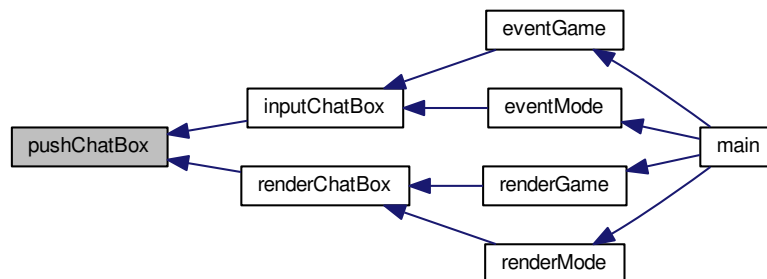 eventGame
inputChatBox
eventMode
pushChatBox
main
renderChatBox
renderGame
renderMode